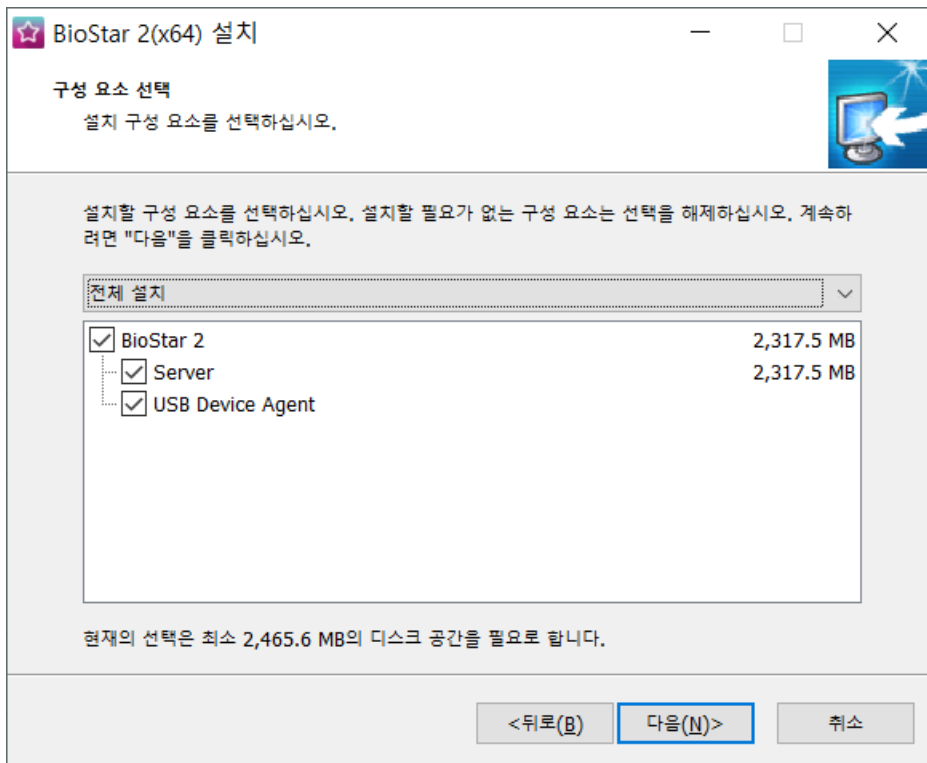 BioStar 2(x64) 설치
구성 요소 선택
설치 구성 요소를 선택하십시오.
설치할 구성 요소를 선택하십시오. 설치할 필요가 없는 구성 요소는 선택을 해제하십시오. 계속하
려면 "다음"을 클릭하십시오.
전체 설치
BioStar 2 2,317.5 MB
Server 2,317.5 MB
USB Device Agent
현재의 선택은 최소 2,465.6 MB의 디스크 공간을 필요로 합니다.
<뒤로(B) 다음(N)> 취소